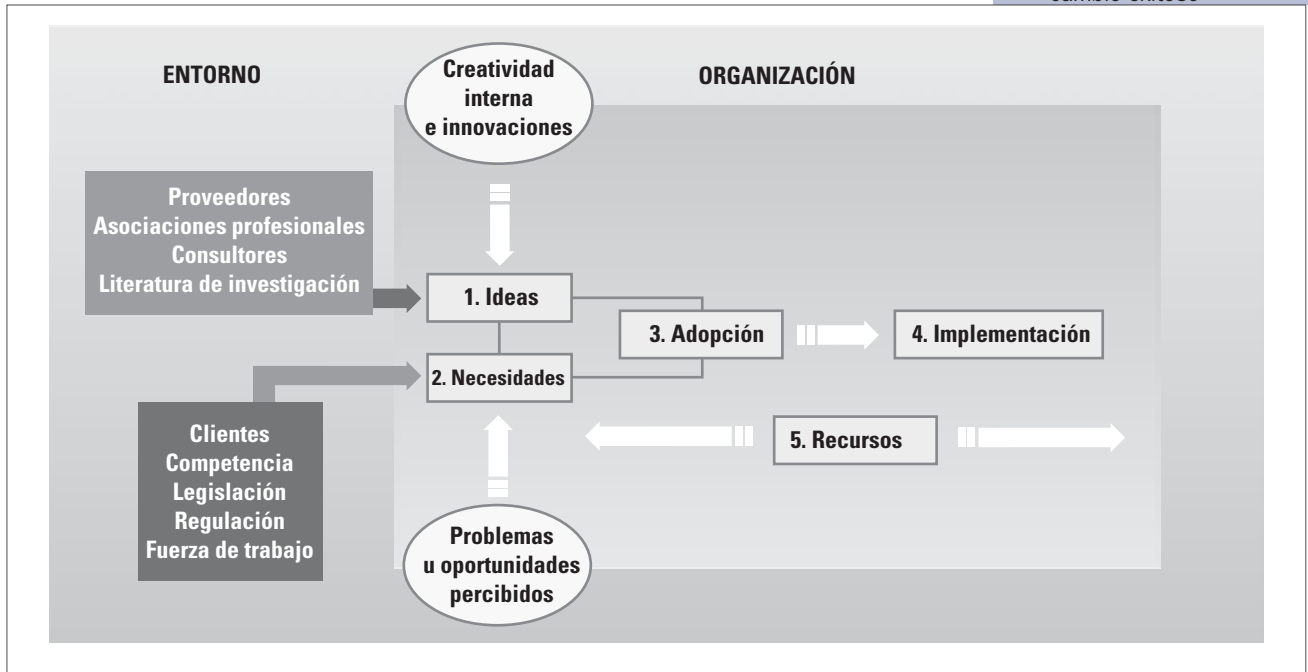 ENTORNO
ORGANIZACIÓN
Creatividad
interna
e innovaciones
Proveedores
Asociaciones profesionales
Consultores
Literatura de investigación
1. Ideas
2. Necesidades
3. Adopción
4. Implementación
5. Recursos
Clientes
Competencia
Legislación
Regulación
Fuerza de trabajo
Problemas
u oportunidades
percibidos